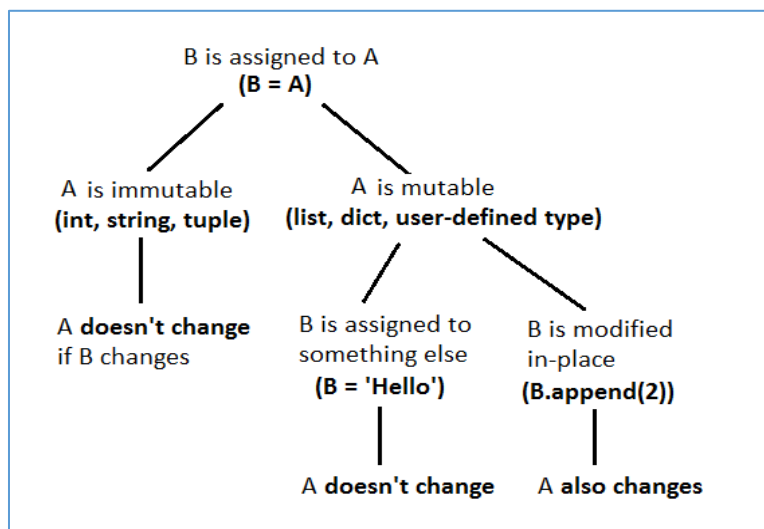 B is assigned to A
(B = A)
A is immutable
(int, string, tuple)
A is mutable
(list, dict, user-defined type)
A doesn't change
if B changes
B is assigned to
something else
(B = 'Hello')
B is modified
in-place
(B.append(2))
A doesn't change
A also changes